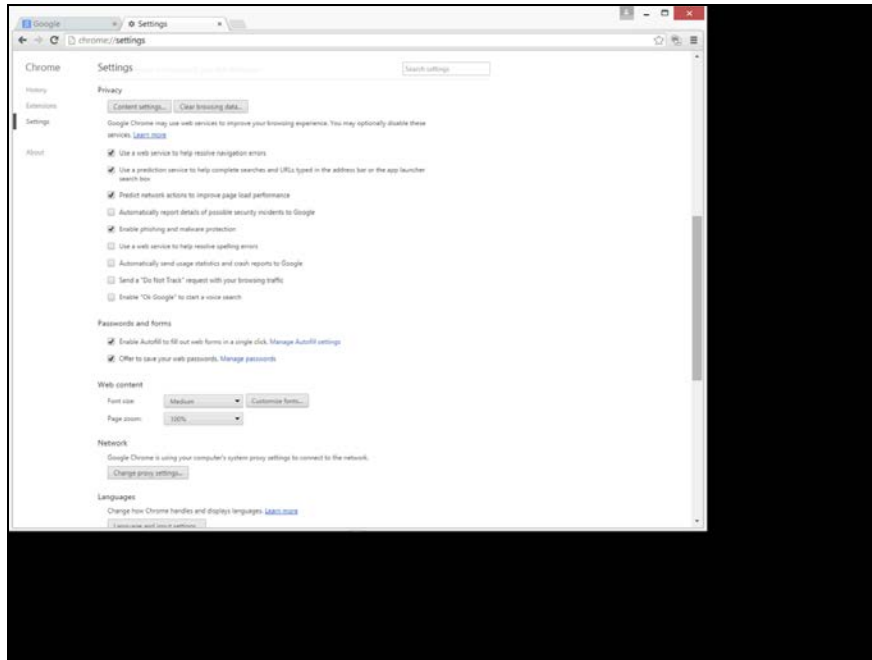 Google
Settings
chrome://settings
Chrome
Settings
Search settings
History
Extensions
Settings
About
Privacy
Content settings...
Clear browsing data...
Google Chrome may use web services to improve your browsing experience. You may optionally disable these
services. Learn more
Use a web service to help resolve navigation errors
Use a prediction service to help complete searches and URLs typed in the address bar or the app launcher
search box
Predict network actions to improve page load performance
Automatically report details of possible security incidents to Google
Enable phishing and malware protection
Use a web service to help resolve spelling errors
Automatically send usage statistics and crash reports to Google
Send a "Do Not Track" request with your browsing traffic
Enable "Ok Google" to start a voice search
Passwords and forms
Enable Autofill to fill out web forms in a single click. Manage Autofill settings
Offer to save your web passwords. Manage passwords
Web content
Font size: Medium Customize fonts...
Page zoom: 100%
Network
Google Chrome is using your computer's system proxy settings to connect to the network.
Change proxy settings...
Languages
Change how Chrome handles and displays languages. Learn more
Language and input settings...